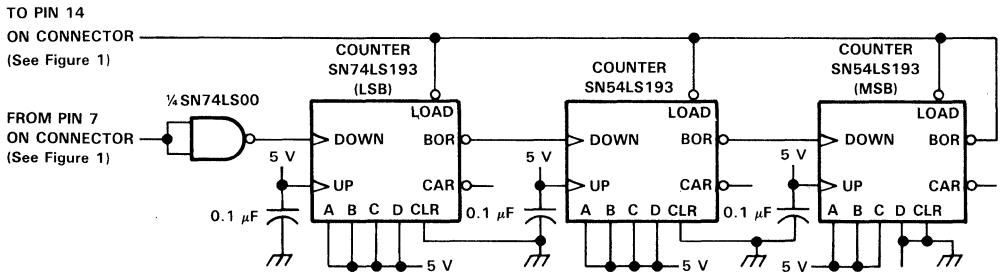 TO PIN 14
ON CONNECTOR
(See Figure 1)
COUNTER
SN74LS193
(LSB)
COUNTER
SN54LS193
COUNTER
SN54LS193
(MSB)
¼ SN74LS00
FROM PIN 7
ON CONNECTOR
(See Figure 1)
LOAD
DOWN
BOR
5 V
UP
CAR
0.1 μF
A B C D CLR
5 V
LOAD
DOWN
BOR
5 V
UP
CAR
0.1 μF
A B C D CLR
5 V
LOAD
DOWN
BOR
5 V
UP
CAR
0.1 μF
A B C D CLR
5 V